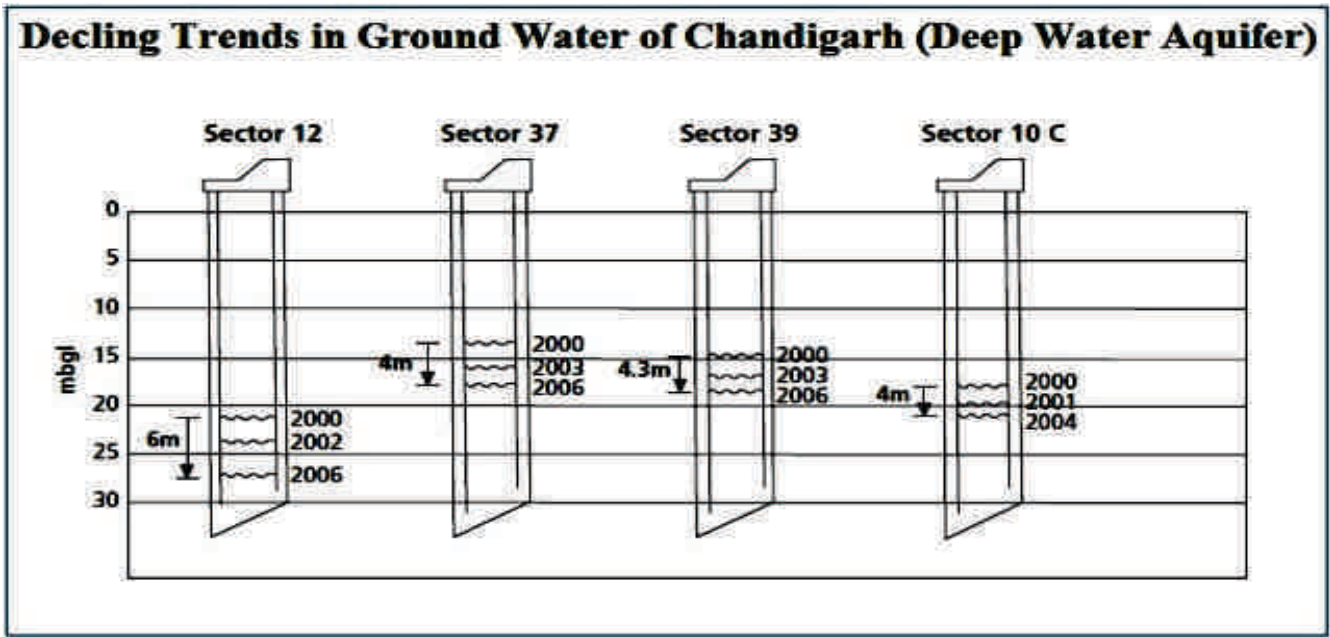 Decling Trends in Ground Water of Chandigarh (Deep Water Aquifer)
Sector 12 Sector 37 Sector 39 Sector 10 C
0
5
10
15
20
25
30
mbgl
6m
2000
2002
2006
4m
2000
2003
2006
4.3m
2000
2003
2006
4m
2000
2001
2004